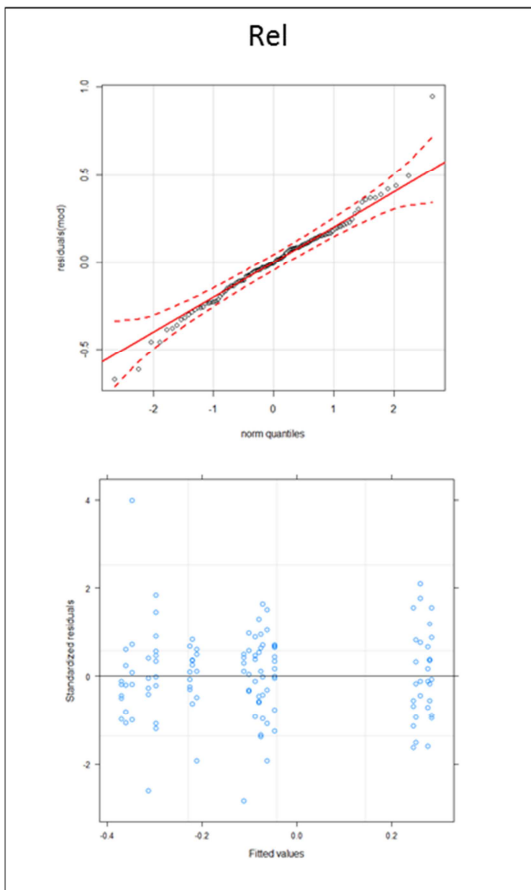 Rel
1.0
0.5
0.0
-0.5
residuals(mod)
-2 -1 0 1 2
norm quantiles
4
2
0
-2
Standardized residuals
-0.4 -0.2 0.0 0.2
Fitted values